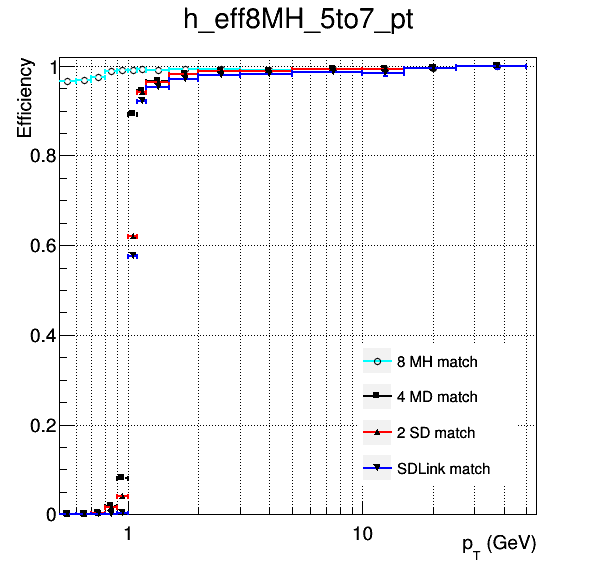 h_eff8MH_5to7_pt
Efficiency
1
0.8
0.6
0.4
0.2
0
8 MH match
4 MD match
2 SD match
SDLink match
1
10
p_T (GeV)